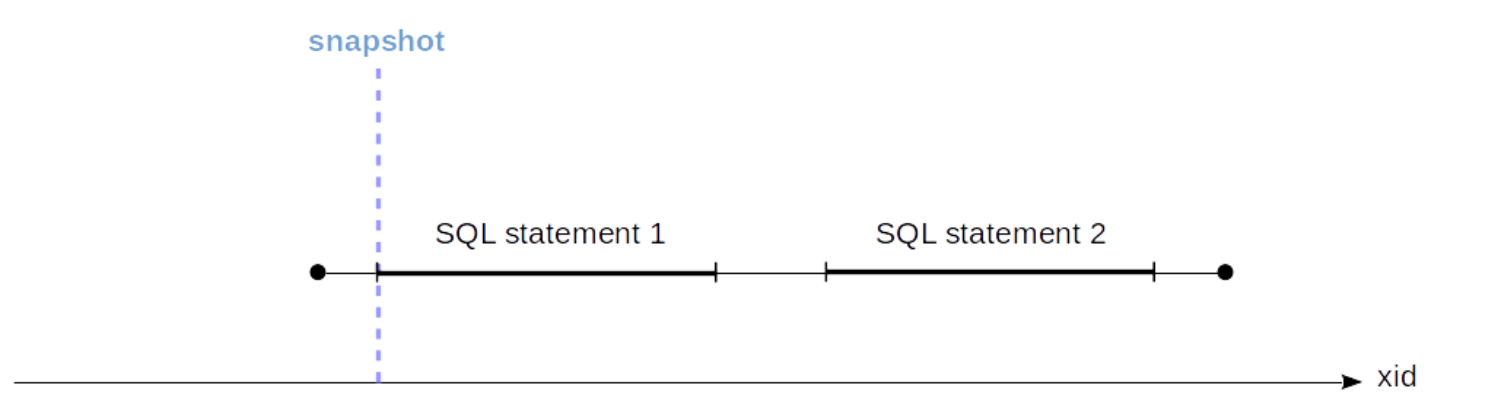 snapshot
SQL statement 1
SQL statement 2
xid